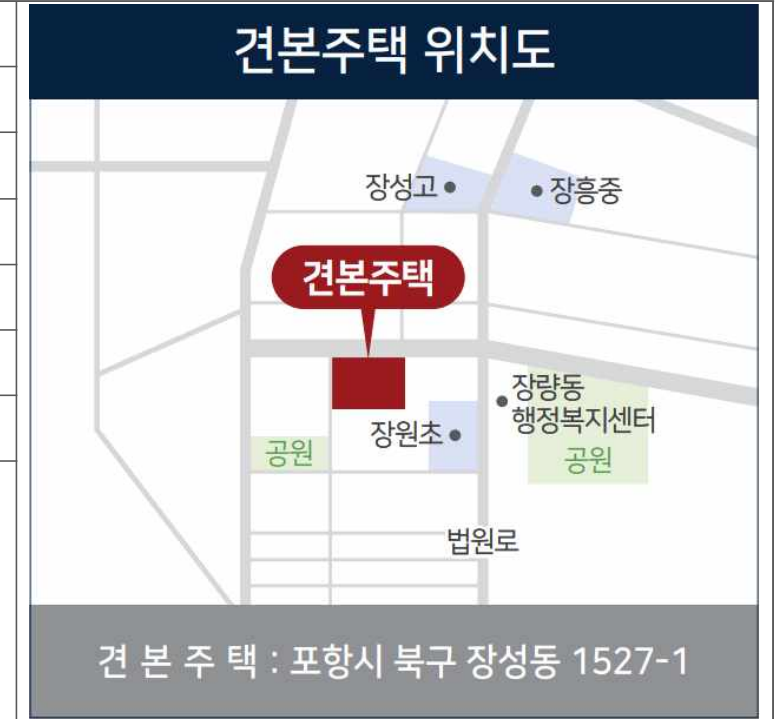 견본주택 위치도
장성고
장흥중
견본주택
장량동
행정복지센터
장원초
공원
공원
법원로
견 본 주 택 : 포항시 북구 장성동 1527-1